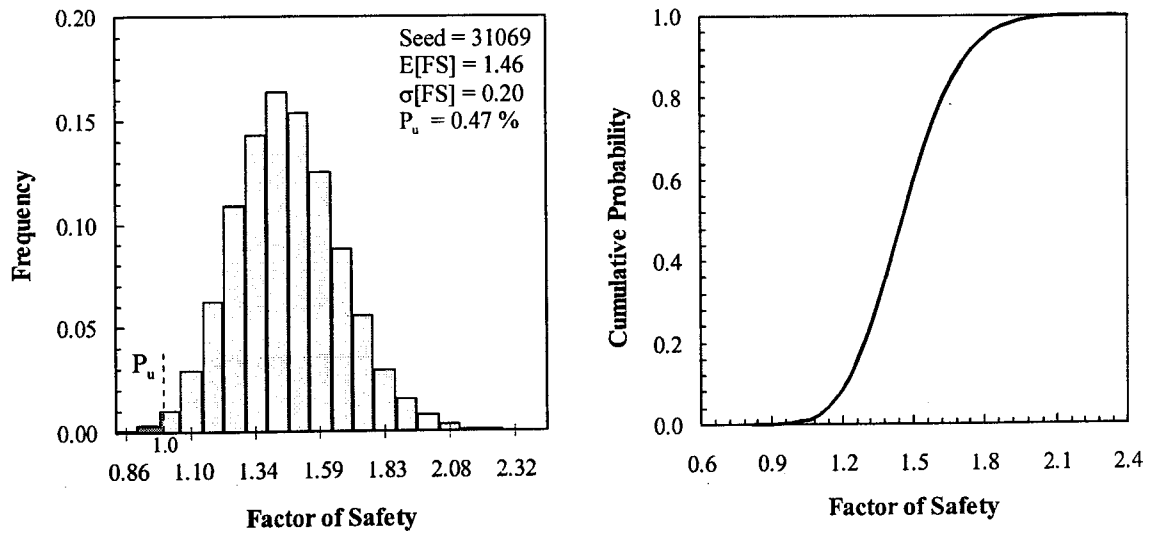 0.20
0.15
0.10
0.05
0.00
Frequency
Seed = 31069
E[FS] = 1.46
σ[FS] = 0.20
Pu = 0.47 %
Pu
1.0
0.86 1.10 1.34 1.59 1.83 2.08 2.32
Factor of Safety
1.0
0.8
0.6
0.4
0.2
0.0
Cumulative Probability
0.6 0.9 1.2 1.5 1.8 2.1 2.4
Factor of Safety